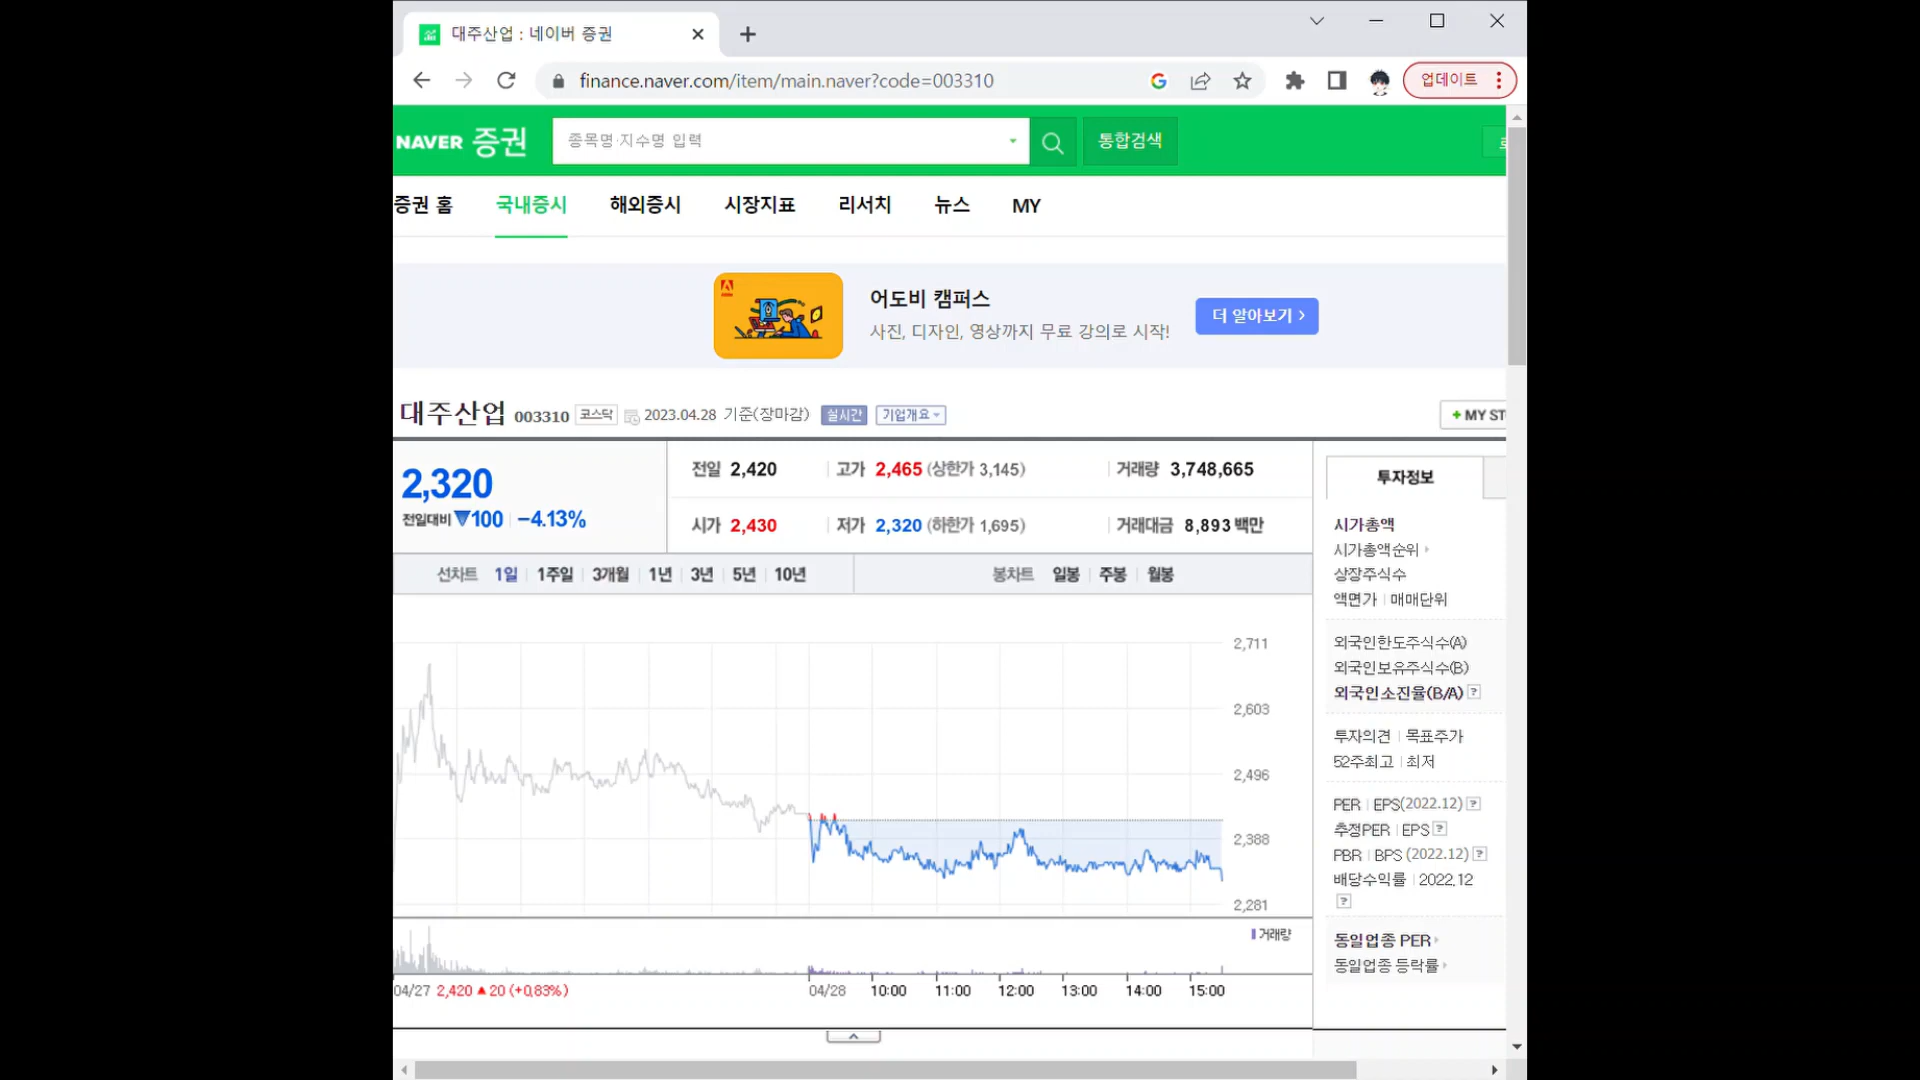 대주산업 : 네이버 증권
finance.naver.com/item/main.naver?code=003310
업데이트
NAVER 증권
종목명·지수명 입력
통합검색
증권 홈 국내증시 해외증시 시장지표 리서치 뉴스 MY
어도비 캠퍼스
사진, 디자인, 영상까지 무료 강의로 시작!
더 알아보기 >
대주산업 003310 코스닥 2023.04.28 기준(장마감) 실시간 기업개요
+ MY ST
2,320
전일대비 ▼100 -4.13%
전일 2,420 고가 2,465 (상한가 3,145) 거래량 3,748,665
시가 2,430 저가 2,320 (하한가 1,695) 거래대금 8,893 백만
선차트 1일 1주일 3개월 1년 3년 5년 10년 봉차트 일봉 주봉 월봉
2,711
2,603
2,496
2,388
2,281
거래량
04/27 2,420 ▲20 (+0.83%) 04/28 10:00 11:00 12:00 13:00 14:00 15:00
투자정보
시가총액
시가총액순위
상장주식수
액면가 | 매매단위
외국인한도주식수(A)
외국인보유주식수(B)
외국인소진율(B/A) ?
투자의견 | 목표주가
52주최고 | 최저
PER | EPS(2022.12) ?
추정PER | EPS ?
PBR | BPS (2022.12) ?
배당수익률 | 2022.12
?
동일업종 PER
동일업종 등락률